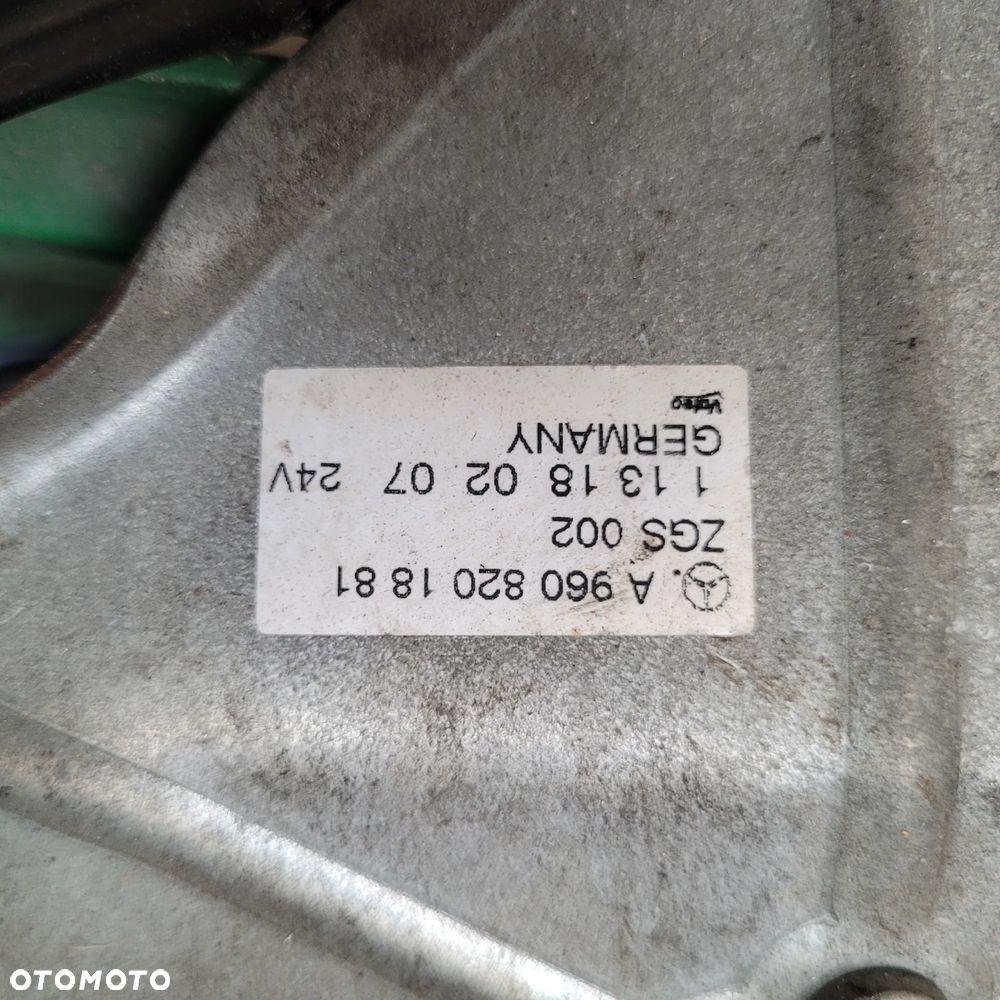 A 960 820 18 81
ZGS 002
1 13 18 02 07 24V
GERMANY
Valeo
OTOMOTO